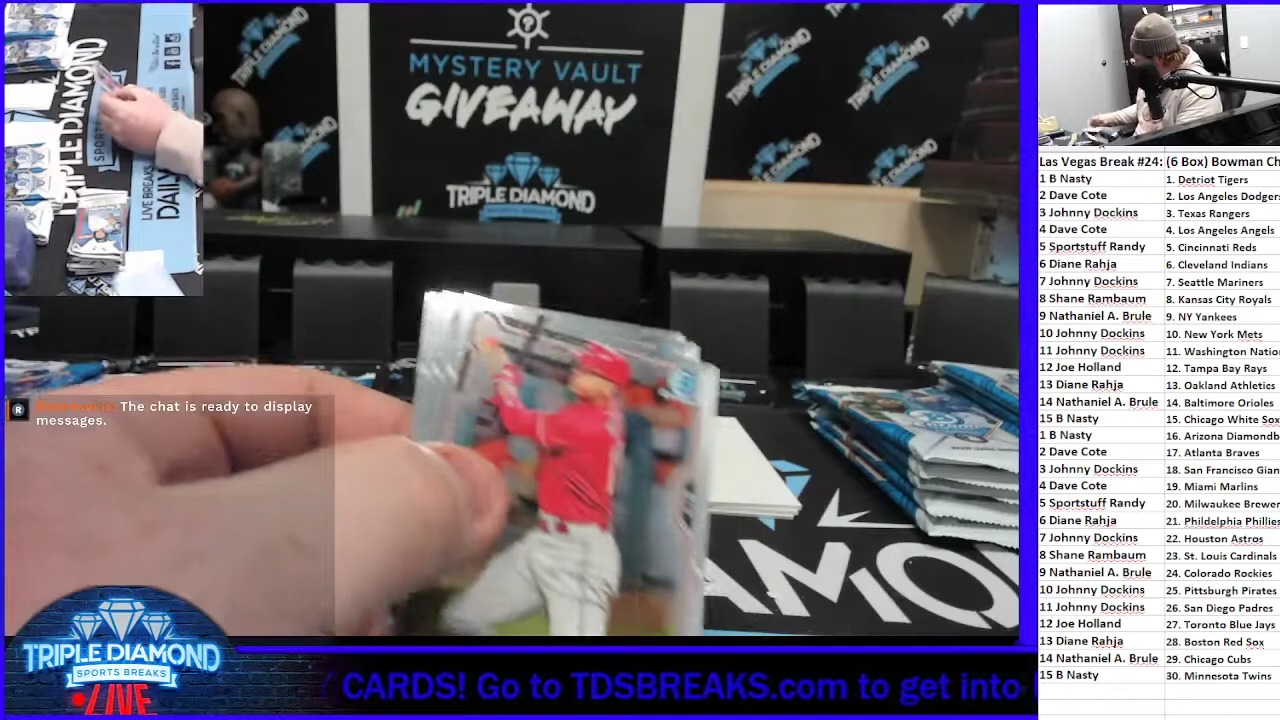 MYSTERY VAULT
GIVEAWAY
TRIPLE DIAMOND
TRIPLE DIAMOND
LIVE BREAKS
DAILY
The chat is ready to display
messages.
TRIPLE DIAMOND
SPORTS BREAKS
LIVE
CARDS! Go to TDSBREAKS.com to ge
Las Vegas Break #24: (6 Box) Bowman Ch
1 B Nasty 1. Detriot Tigers
2 Dave Cote 2. Los Angeles Dodgers
3 Johnny Dockins 3. Texas Rangers
4 Dave Cote 4. Los Angeles Angels
5 Sportstuff Randy 5. Cincinnati Reds
6 Diane Rahja 6. Cleveland Indians
7 Johnny Dockins 7. Seattle Mariners
8 Shane Rambaum 8. Kansas City Royals
9 Nathaniel A. Brule 9. NY Yankees
10 Johnny Dockins 10. New York Mets
11 Johnny Dockins 11. Washington Natio
12 Joe Holland 12. Tampa Bay Rays
13 Diane Rahja 13. Oakland Athletics
14 Nathaniel A. Brule 14. Baltimore Orioles
15 B Nasty 15. Chicago White Sox
1 B Nasty 16. Arizona Diamondb
2 Dave Cote 17. Atlanta Braves
3 Johnny Dockins 18. San Francisco Gian
4 Dave Cote 19. Miami Marlins
5 Sportstuff Randy 20. Milwaukee Brewer
6 Diane Rahja 21. Phildelphia Phillies
7 Johnny Dockins 22. Houston Astros
8 Shane Rambaum 23. St. Louis Cardinals
9 Nathaniel A. Brule 24. Colorado Rockies
10 Johnny Dockins 25. Pittsburgh Pirates
11 Johnny Dockins 26. San Diego Padres
12 Joe Holland 27. Toronto Blue Jays
13 Diane Rahja 28. Boston Red Sox
14 Nathaniel A. Brule 29. Chicago Cubs
15 B Nasty 30. Minnesota Twins